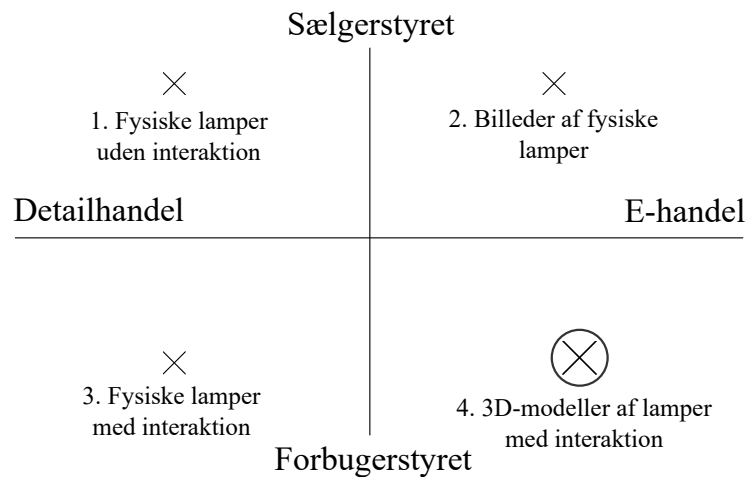 Sælgerstyret
1. Fysiske lamper
uden interaktion
2. Billeder af fysiske
lamper
Detailhandel
E-handel
3. Fysiske lamper
med interaktion
4. 3D-modeller af lamper
med interaktion
Forbugerstyret